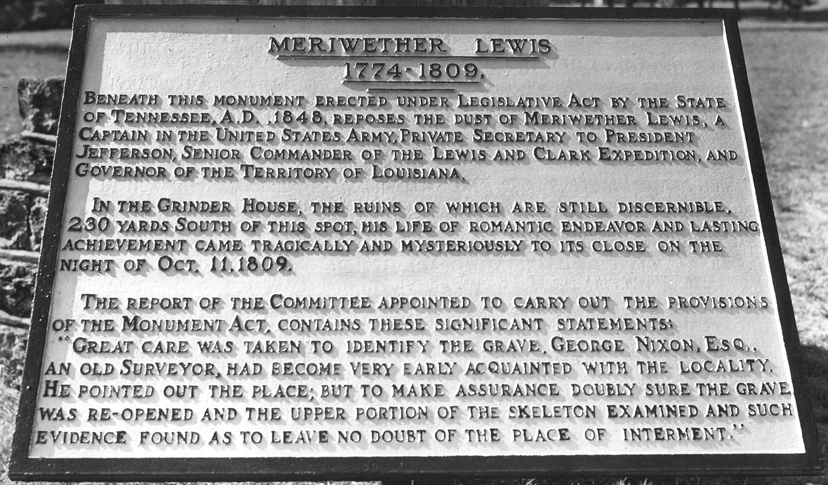 MERIWETHER LEWIS
1774-1809.
BENEATH THIS MONUMENT ERECTED UNDER LEGISLATIVE ACT BY THE STATE
OF TENNESSEE, A.D. .1848, REPOSES THE DUST OF MERIWETHER LEWIS, A
CAPTAIN IN THE UNITED STATES ARMY, PRIVATE SECRETARY TO PRESIDENT
JEFFERSON, SENIOR COMMANDER OF THE LEWIS AND CLARK EXPEDITION, AND
GOVERNOR OF THE TERRITORY OF LOUISIANA.
IN THE GRINDER HOUSE, THE RUINS OF WHICH ARE STILL DISCERNIBLE,
230 YARDS SOUTH OF THIS SPOT, HIS LIFE OF ROMANTIC ENDEAVOR AND LASTING
ACHIEVEMENT CAME TRAGICALLY AND MYSTERIOUSLY TO ITS CLOSE ON THE
NIGHT OF OCT. 11, 1809.
THE REPORT OF THE COMMITTEE APPOINTED TO CARRY OUT THE PROVISIONS
OF THE MONUMENT ACT, CONTAINS THESE SIGNIFICANT STATEMENTS:
"GREAT CARE WAS TAKEN TO IDENTIFY THE GRAVE. GEORGE NIXON, ESQ.,
AN OLD SURVEYOR, HAD BECOME VERY EARLY ACQUAINTED WITH THE LOCALITY.
HE POINTED OUT THE PLACE; BUT TO MAKE ASSURANCE DOUBLY SURE THE GRAVE
WAS RE-OPENED AND THE UPPER PORTION OF THE SKELETON EXAMINED AND SUCH
EVIDENCE FOUND AS TO LEAVE NO DOUBT OF THE PLACE OF INTERMENT."